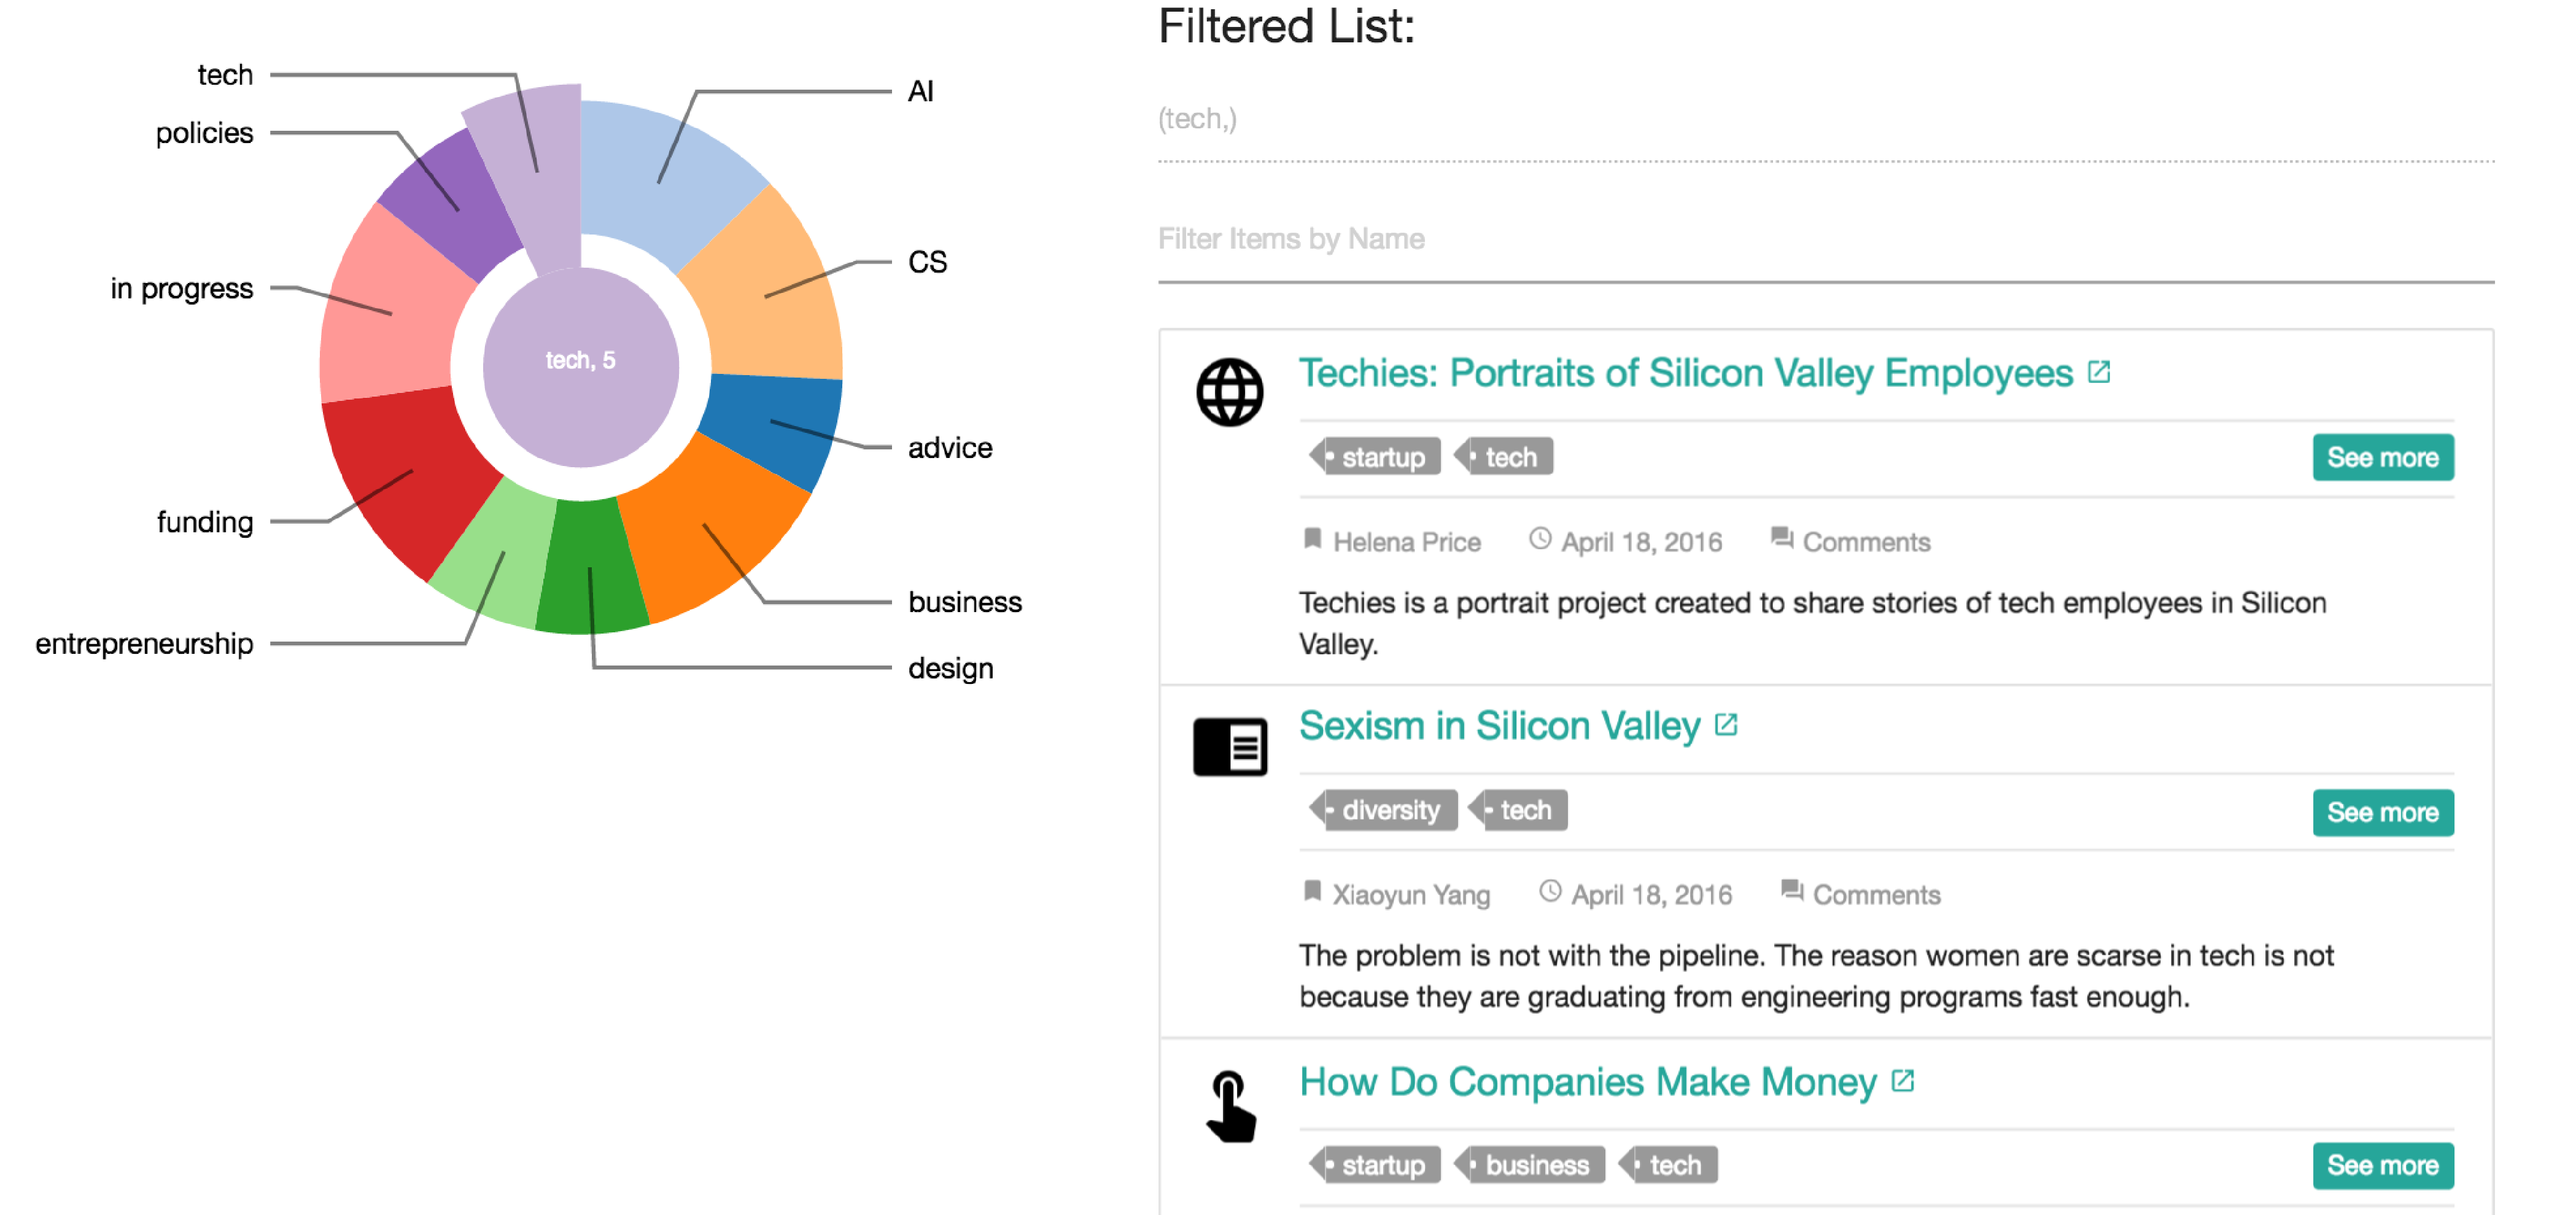 tech
policies
in progress
funding
entrepreneurship
AI
CS
advice
business
design
tech, 5
Filtered List:
(tech,)
Filter Items by Name
Techies: Portraits of Silicon Valley Employees
startup tech See more
Helena Price April 18, 2016 Comments
Techies is a portrait project created to share stories of tech employees in Silicon
Valley.
Sexism in Silicon Valley
diversity tech See more
Xiaoyun Yang April 18, 2016 Comments
The problem is not with the pipeline. The reason women are scarse in tech is not
because they are graduating from engineering programs fast enough.
How Do Companies Make Money
startup business tech See more